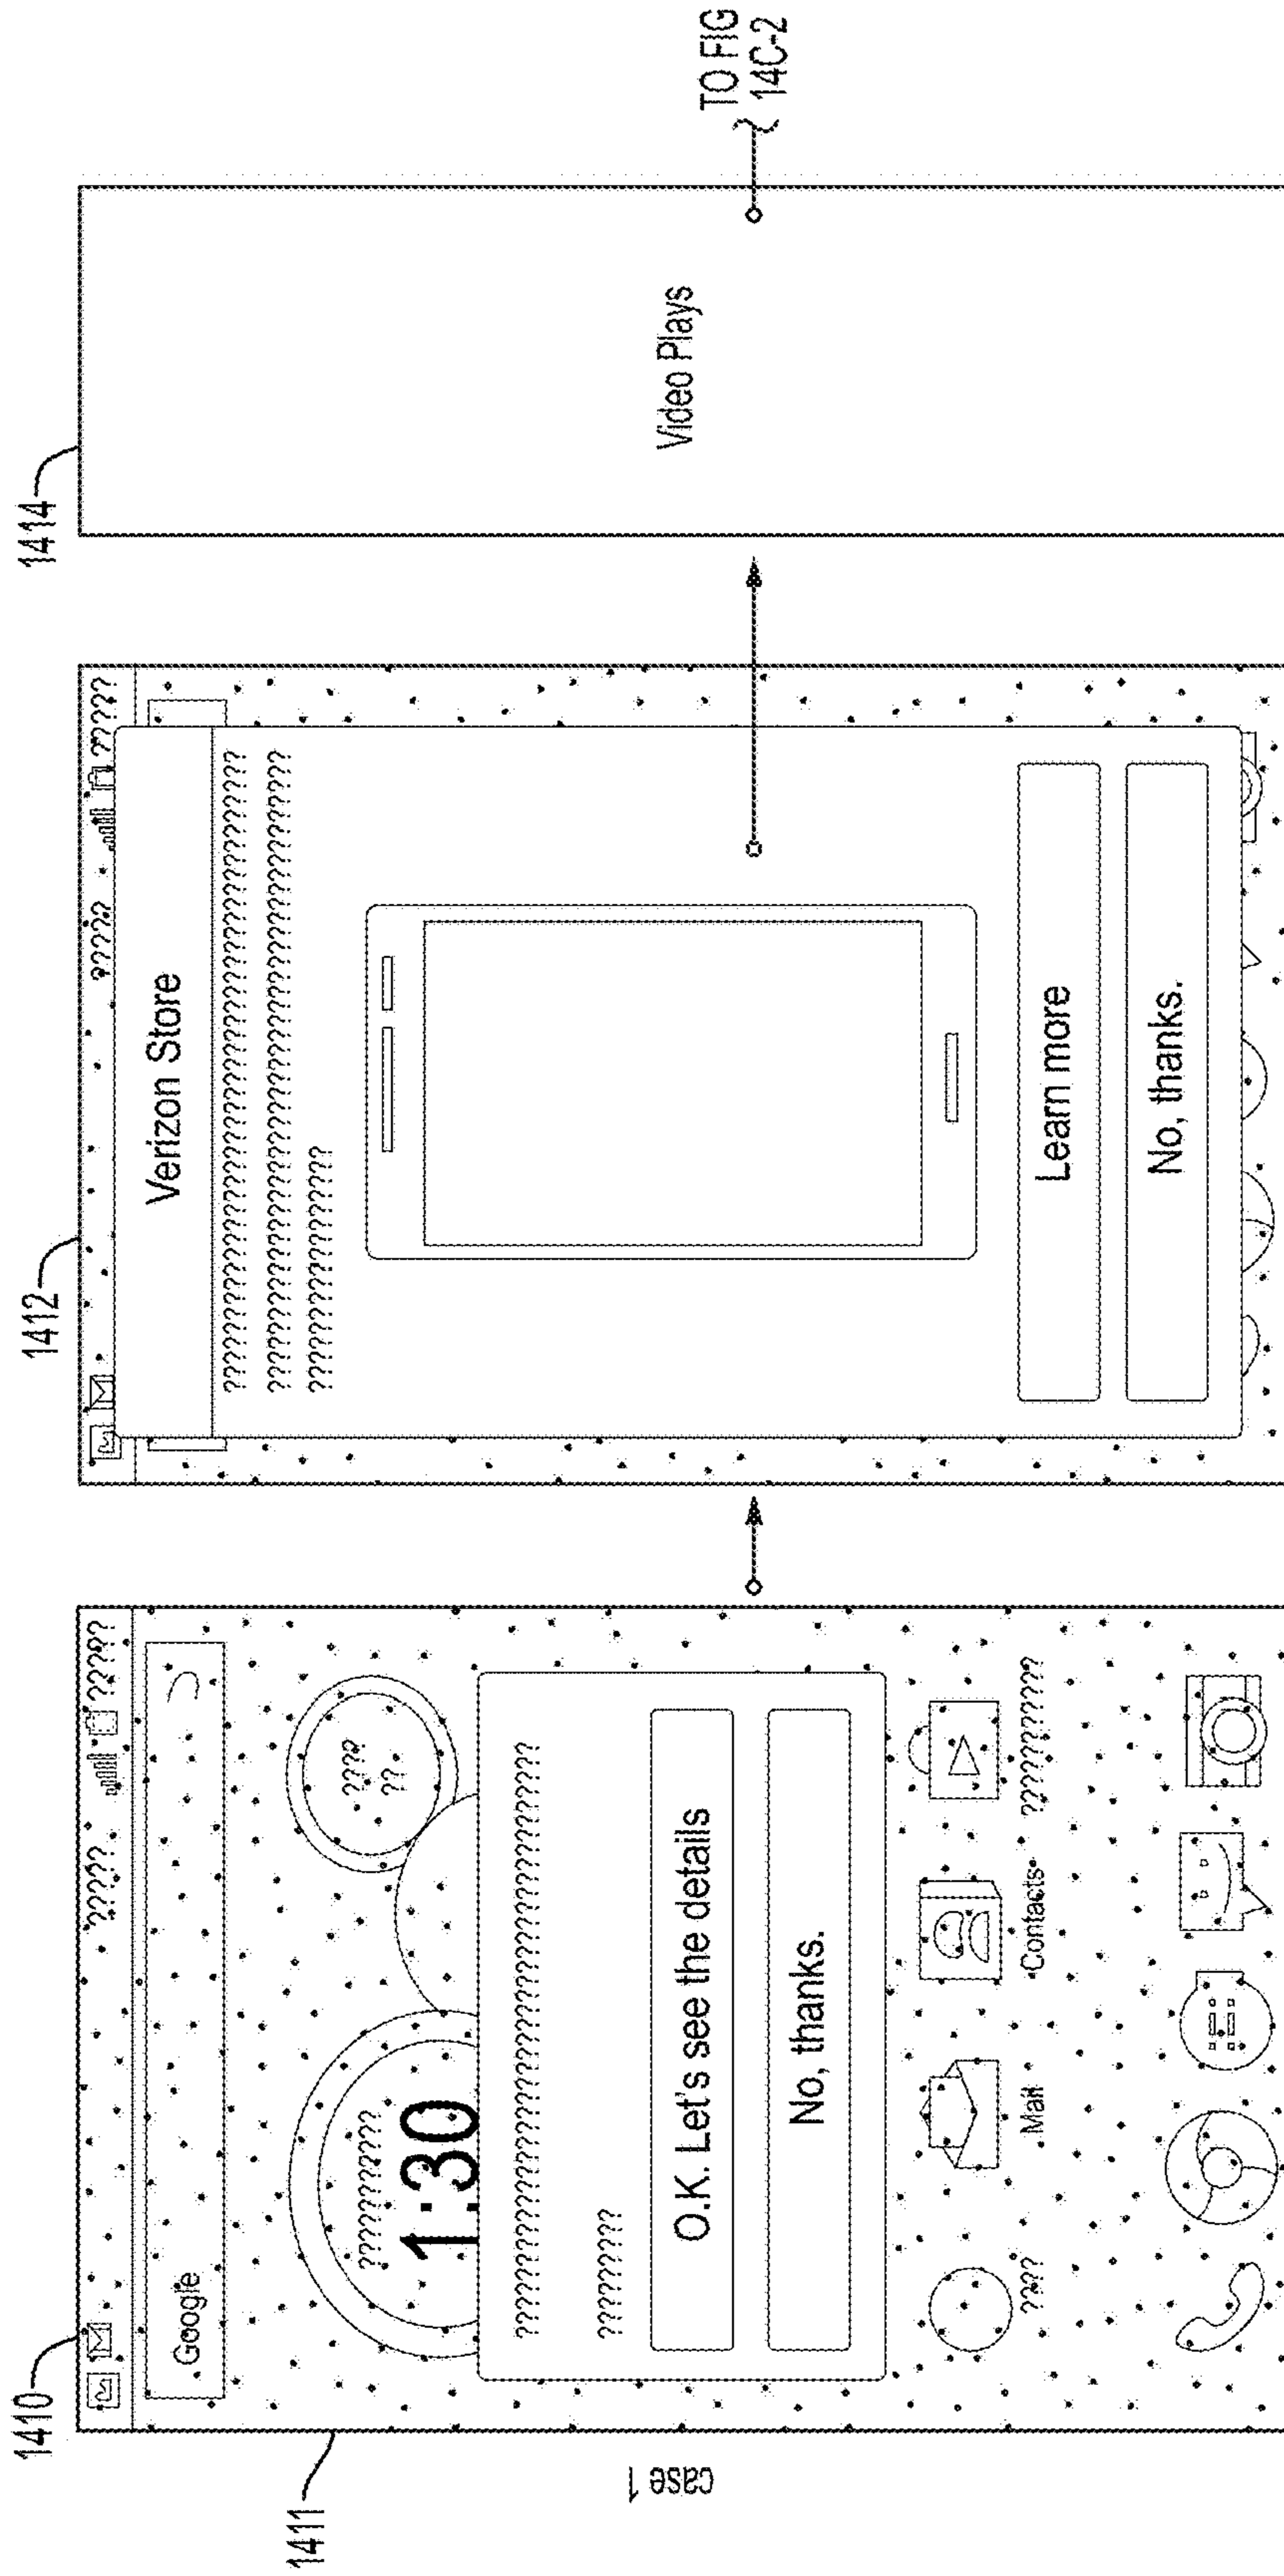 case 1
1410
1411
????? ?????
Google
???????????
1:30
????
???
??????????????????????????????????????????
?????????
O.K. Let's see the details
No, thanks.
????
Mail
Contacts
???????????
1412
????? ?????
Verizon Store
?????????????????????????????????????????????
?????????????????????????????????????????????
?????????????????
Learn more
No, thanks.
1414
Video Plays
TO FIG
14C-2